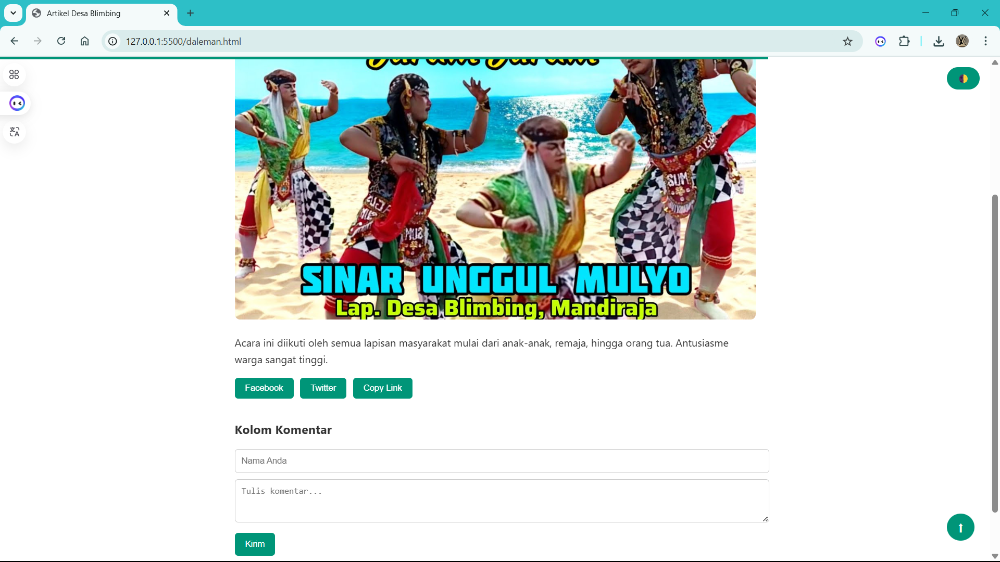 Artikel Desa Blimbing
127.0.0.1:5500/daleman.html
SINAR UNGGUL MULYO
Lap. Desa Blimbing, Mandiraja
Acara ini diikuti oleh semua lapisan masyarakat mulai dari anak-anak, remaja, hingga orang tua. Antusiasme
warga sangat tinggi.
Facebook Twitter Copy Link
Kolom Komentar
Nama Anda
Tulis komentar...
Kirim